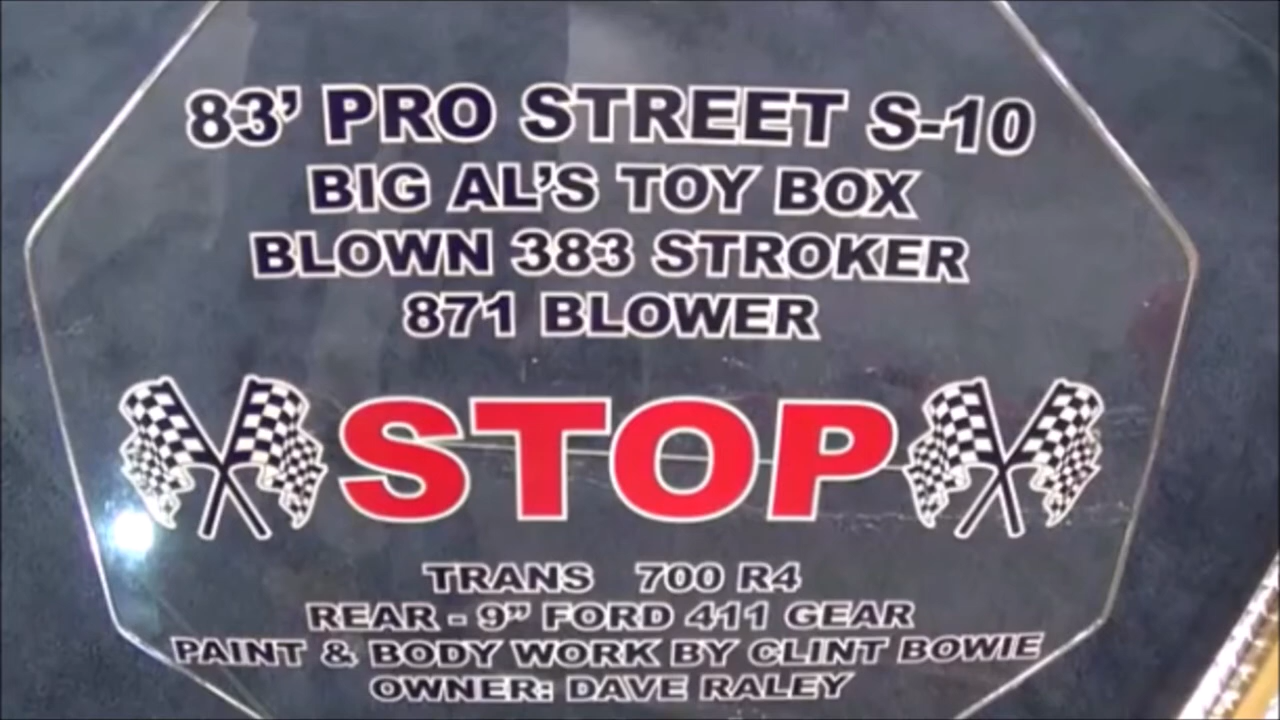 83' PRO STREET S-10
BIG AL'S TOY BOX
BLOWN 383 STROKER
871 BLOWER
STOP
TRANS 700 R4
REAR - 9" FORD 411 GEAR
PAINT & BODY WORK BY CLINT BOWIE
OWNER: DAVE RALEY